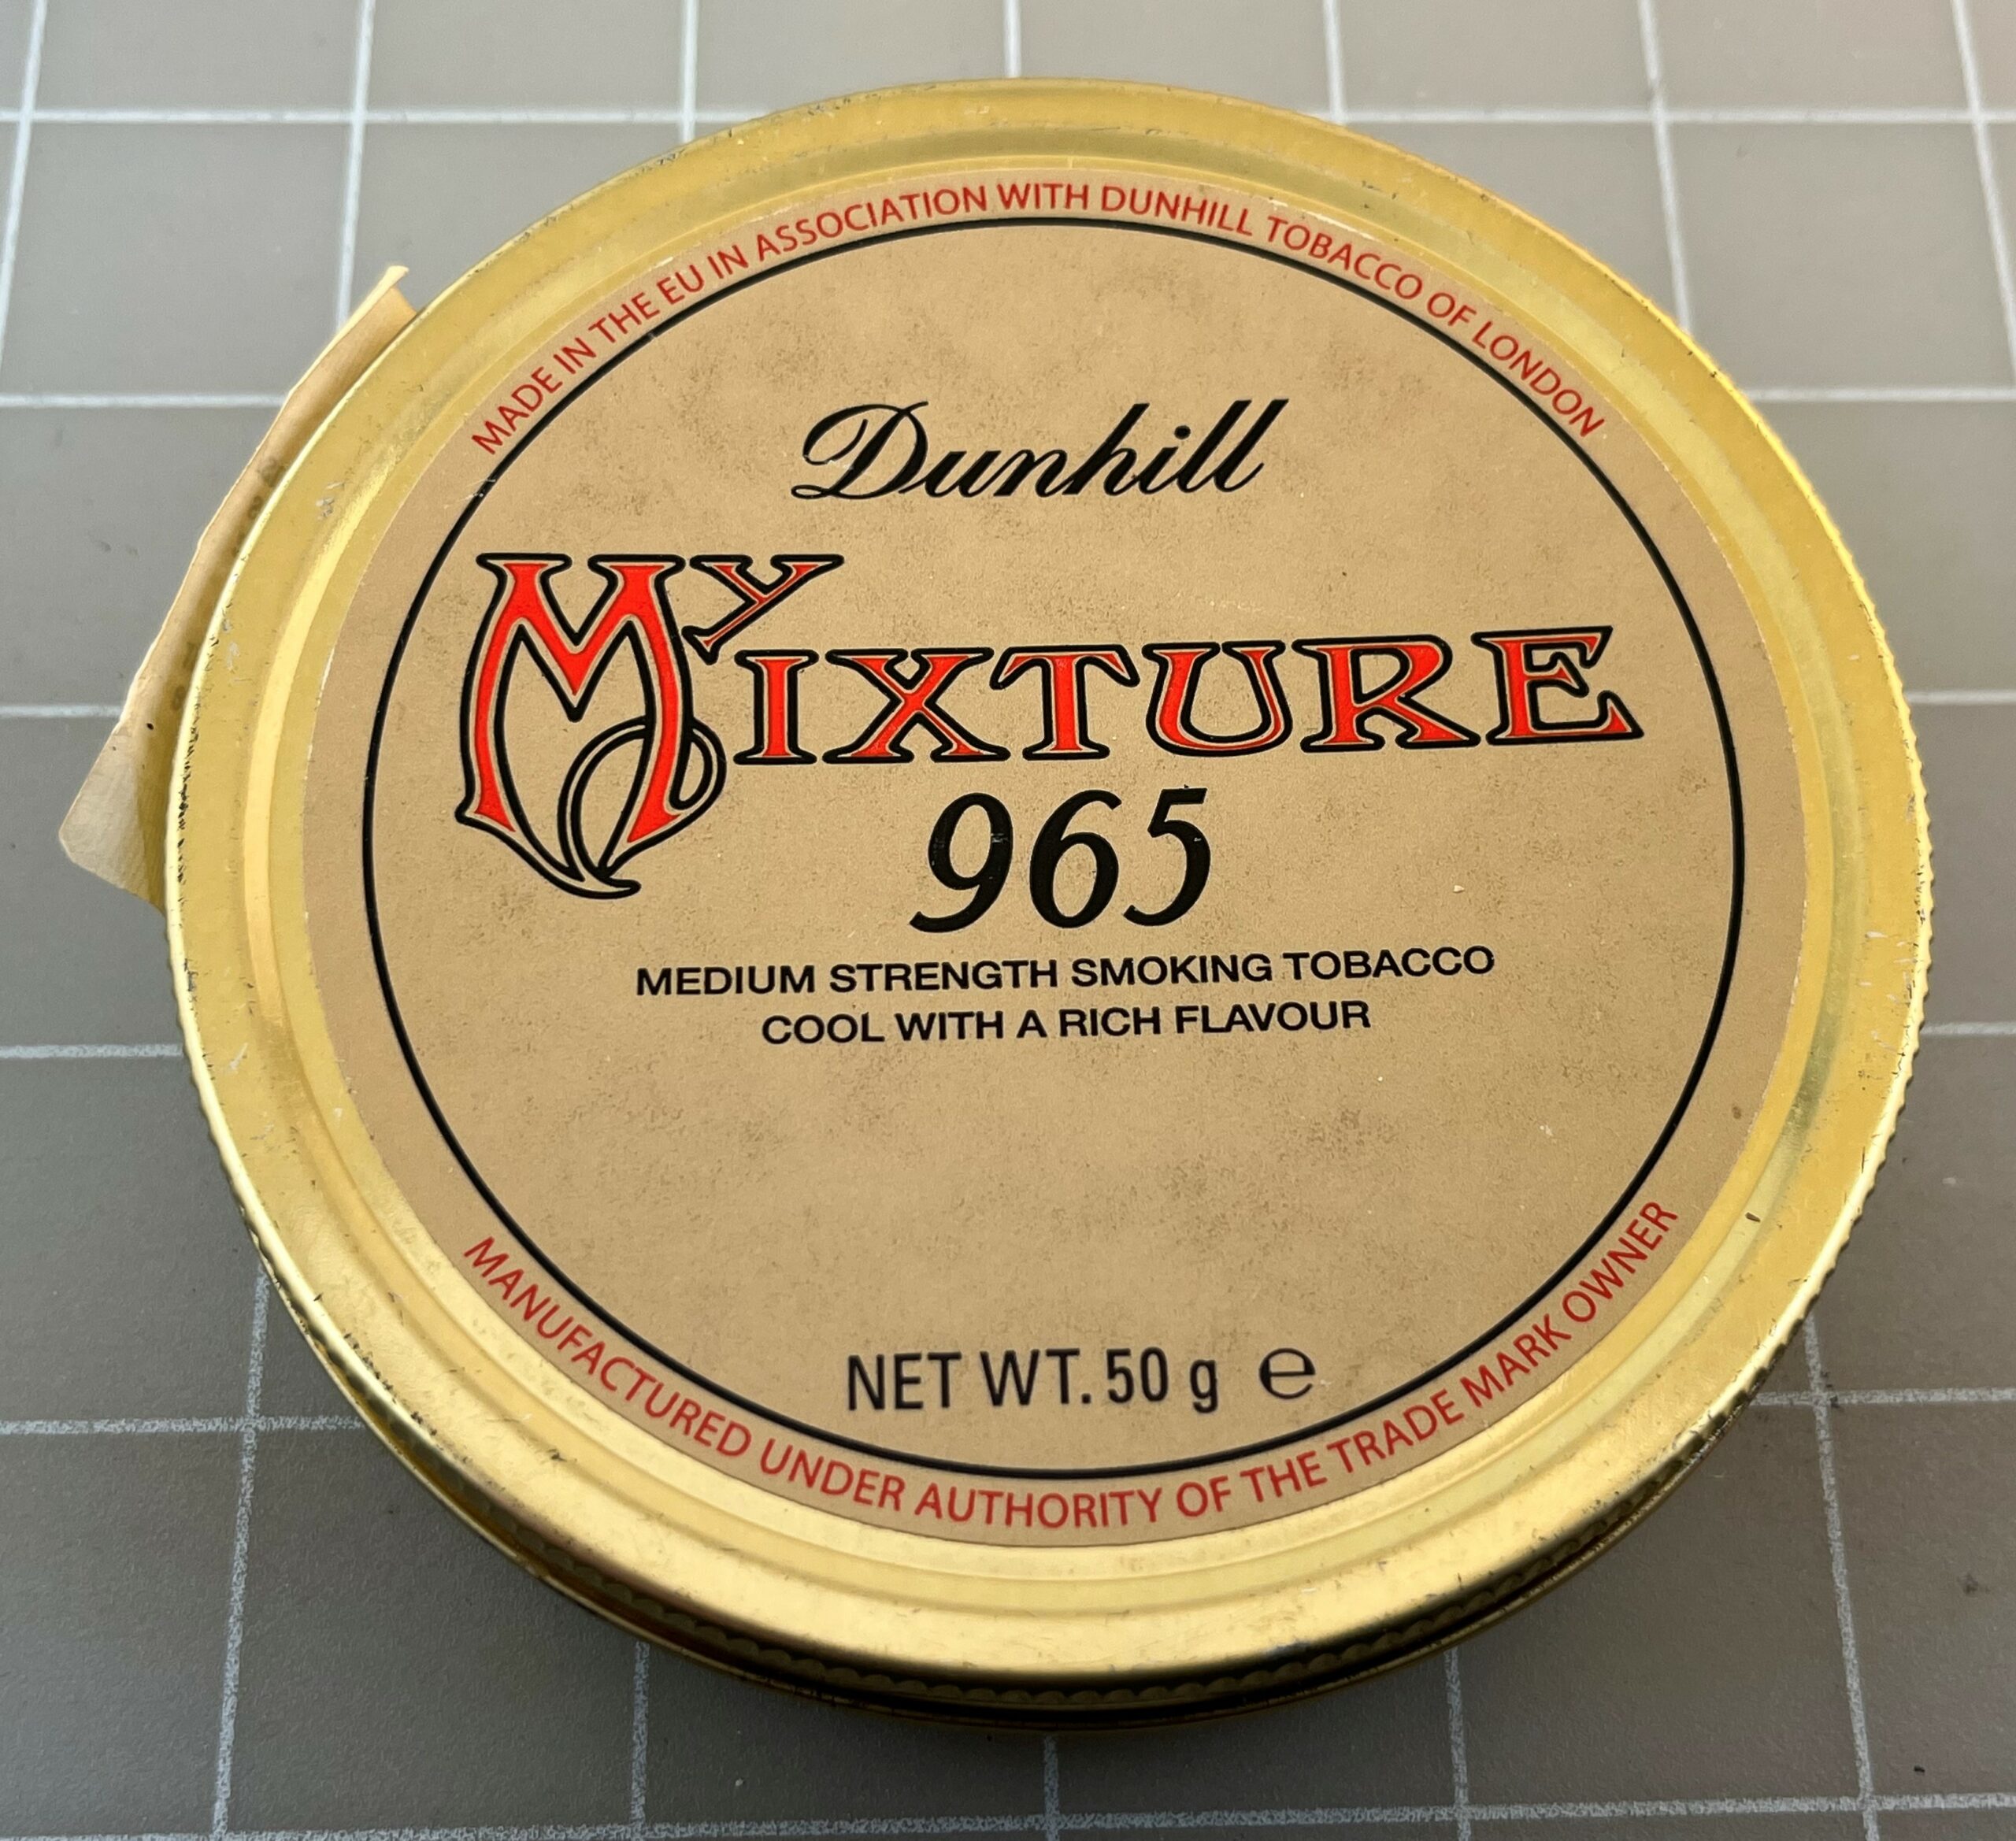 MADE IN THE EU IN ASSOCIATION WITH DUNHILL TOBACCO OF LONDON
Dunhill
My Mixture
965
MEDIUM STRENGTH SMOKING TOBACCO
COOL WITH A RICH FLAVOUR
NET WT. 50 g ℮
MANUFACTURED UNDER AUTHORITY OF THE TRADE MARK OWNER